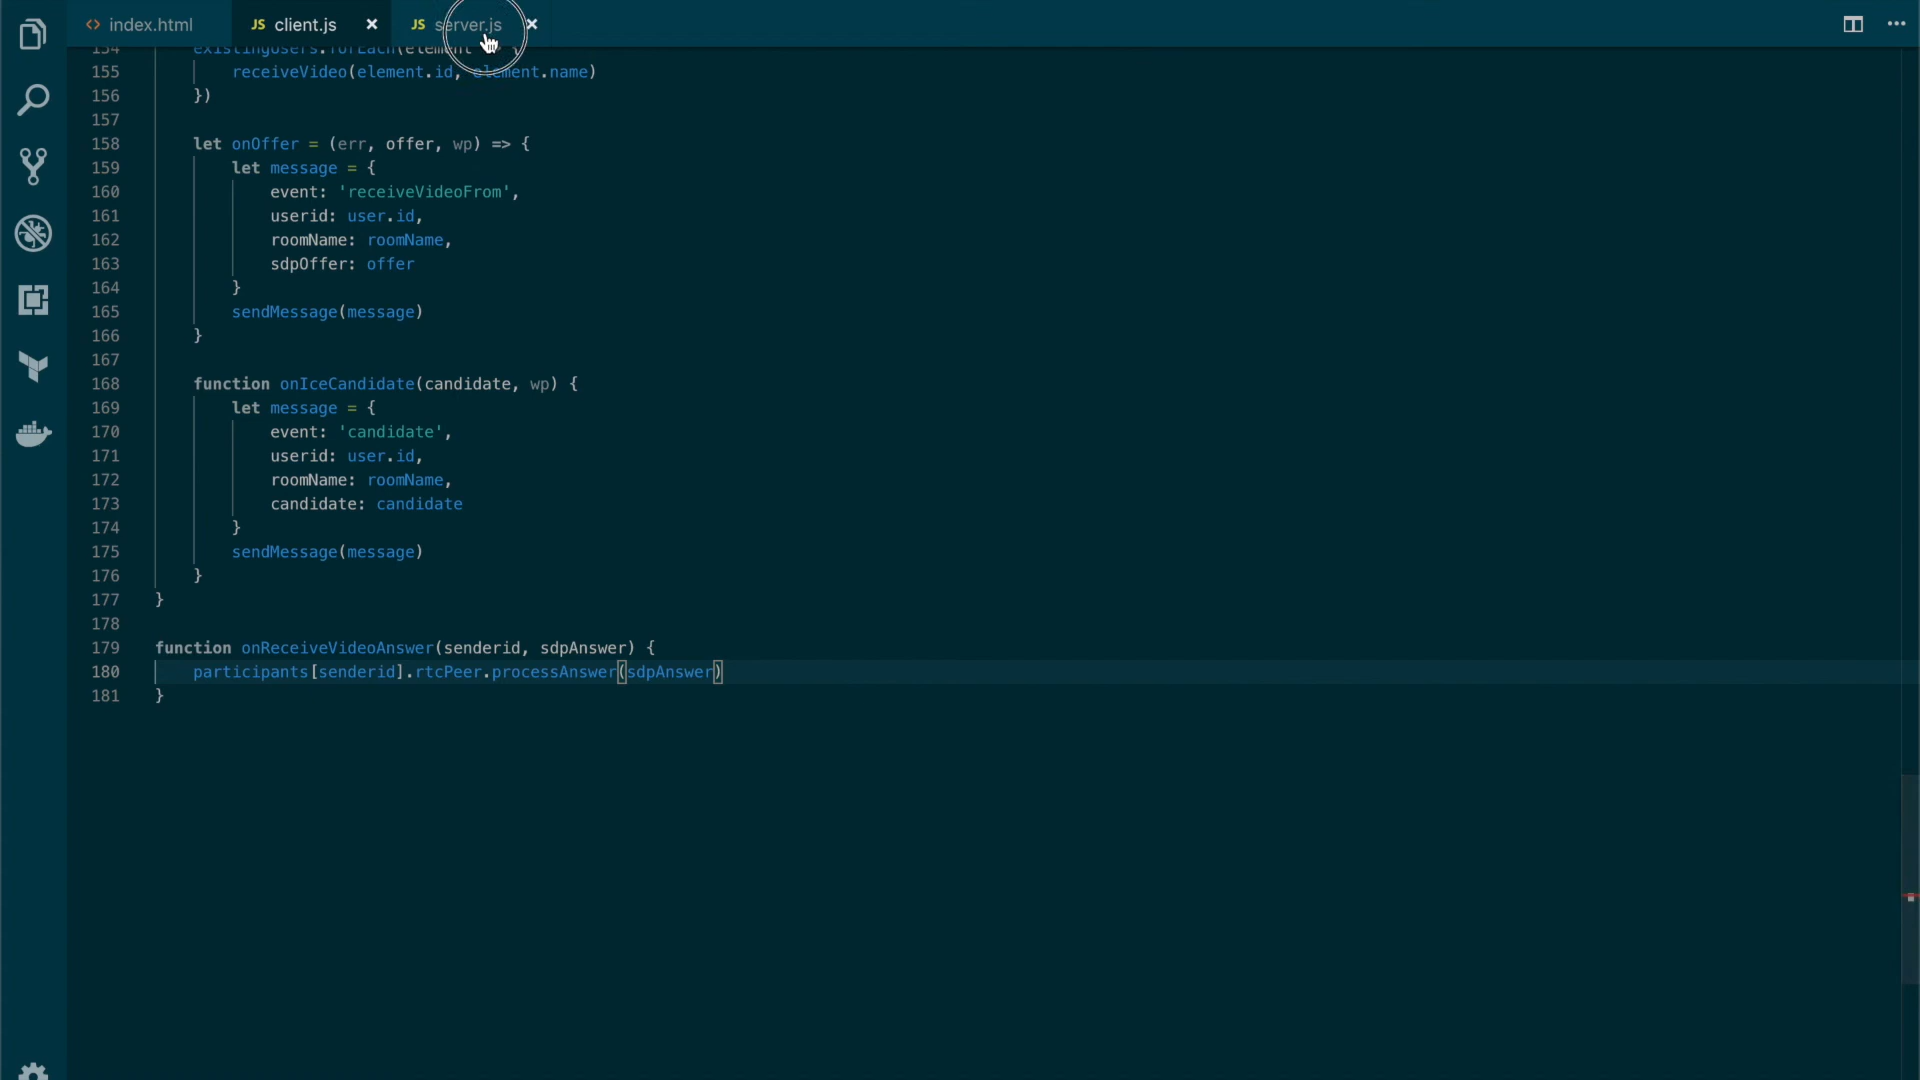 index.html
JS client.js
JS server.js
154 existingUsers.forEach(element => {
155 receiveVideo(element.id, element.name)
156 })
157
158 let onOffer = (err, offer, wp) => {
159 let message = {
160 event: 'receiveVideoFrom',
161 userid: user.id,
162 roomName: roomName,
163 sdpOffer: offer
164 }
165 sendMessage(message)
166 }
167
168 function onIceCandidate(candidate, wp) {
169 let message = {
170 event: 'candidate',
171 userid: user.id,
172 roomName: roomName,
173 candidate: candidate
174 }
175 sendMessage(message)
176 }
177 }
178
179 function onReceiveVideoAnswer(senderid, sdpAnswer) {
180 participants[senderid].rtcPeer.processAnswer(sdpAnswer)
181 }